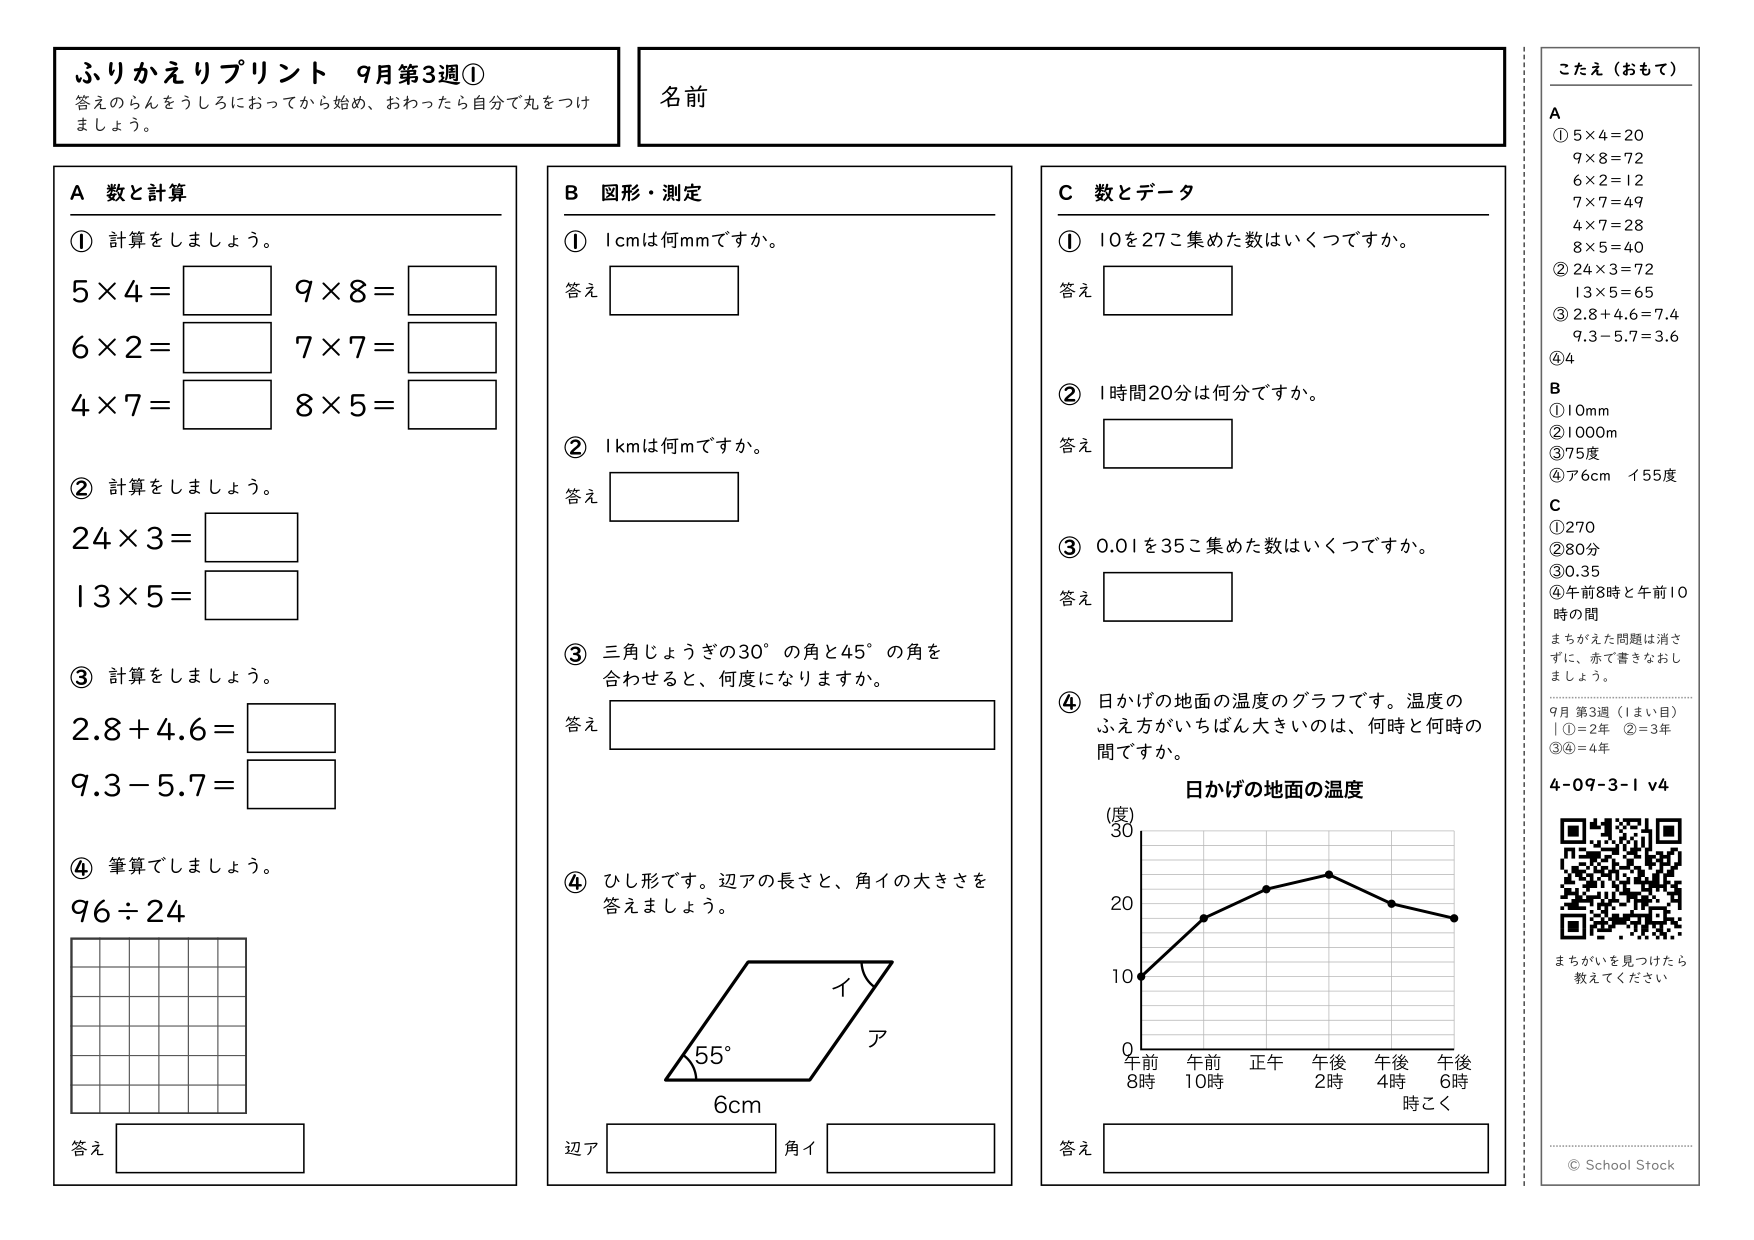 ふりかえりプリント　9月第3週①
答えのらんをうしろにおってから始め、おわったら自分で丸をつけ
ましょう。
名前
A　数と計算
① 計算をしましょう。
5×4＝ 9×8＝
6×2＝ 7×7＝
4×7＝ 8×5＝
② 計算をしましょう。
24×3＝
13×5＝
③ 計算をしましょう。
2.8＋4.6＝
9.3－5.7＝
④ 筆算でしましょう。
96÷24
答え
B　図形・測定
① 1cmは何mmですか。
答え
② 1kmは何mですか。
答え
③ 三角じょうぎの30°の角と45°の角を
合わせると、何度になりますか。
答え
④ ひし形です。辺アの長さと、角イの大きさを
答えましょう。
イ
ア
55°
6cm
辺ア 角イ
C　数とデータ
① 10を27こ集めた数はいくつですか。
答え
② 1時間20分は何分ですか。
答え
③ 0.01を35こ集めた数はいくつですか。
答え
④ 日かげの地面の温度のグラフです。温度の
ふえ方がいちばん大きいのは、何時と何時の
間ですか。
日かげの地面の温度
(度)
30
20
10
0
午前 午前 正午 午後 午後 午後
8時 10時 2時 4時 6時
時こく
答え
こたえ（おもて）
A
① 5×4＝20
9×8＝72
6×2＝12
7×7＝49
4×7＝28
8×5＝40
② 24×3＝72
13×5＝65
③ 2.8＋4.6＝7.4
9.3－5.7＝3.6
④4
B
①10mm
②1000m
③75度
④ア6cm　イ55度
C
①270
②80分
③0.35
④午前8時と午前10
時の間
まちがえた問題は消さ
ずに、赤で書きなおし
ましょう。
9月 第3週（1まい目）
｜①＝2年　②＝3年
③④＝4年
4-09-3-1 v4
まちがいを見つけたら
教えてください
© School Stock